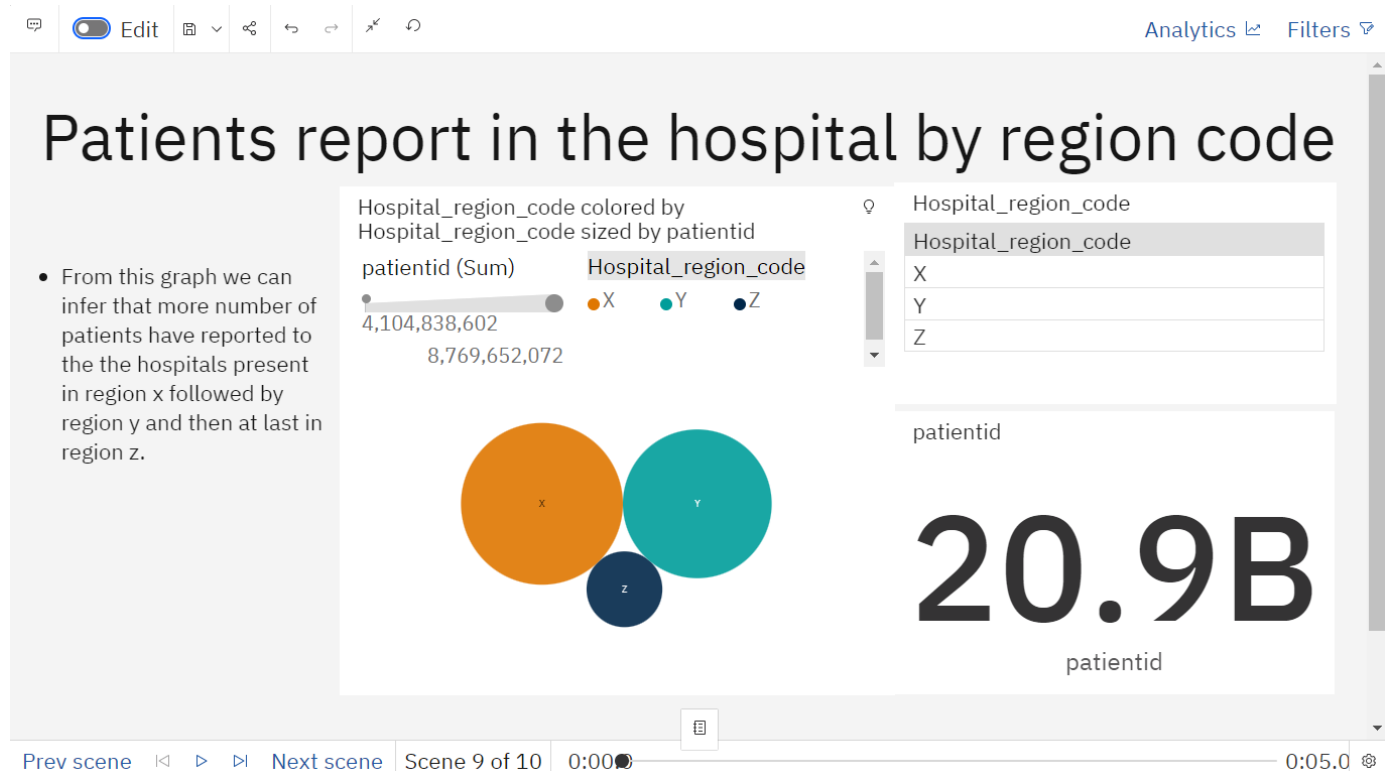 Edit
Analytics
Filters
Patients report in the hospital by region code
From this graph we can
infer that more number of
patients have reported to
the the hospitals present
in region x followed by
region y and then at last in
region z.
Hospital_region_code colored by
Hospital_region_code sized by patientid
patientid (Sum)
4,104,838,602
8,769,652,072
Hospital_region_code
X Y Z
X
Y
Z
Hospital_region_code
Hospital_region_code
X
Y
Z
patientid
20.9B
patientid
Prev scene
Next scene
Scene 9 of 10
0:00.0
0:05.0